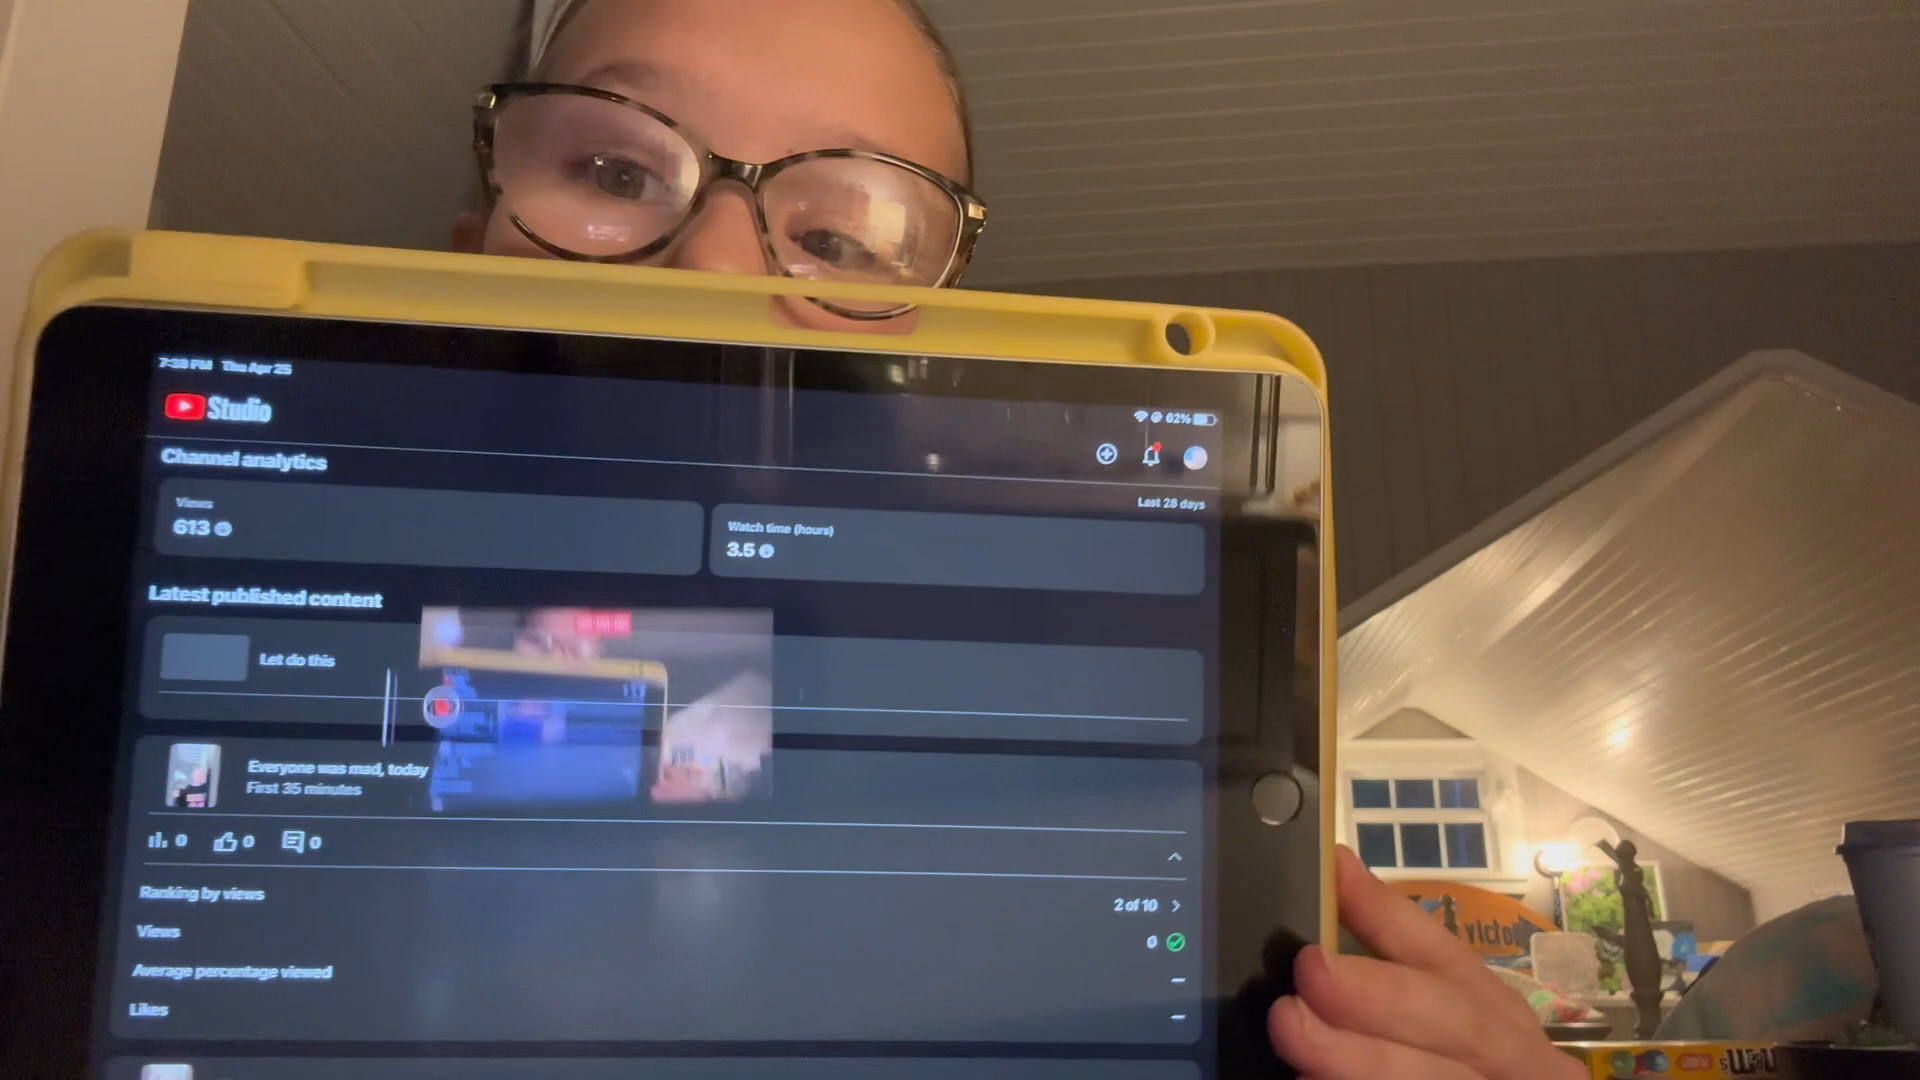 7:38 PM Thu Apr 25
62%
Studio
Channel analytics
Last 28 days
Views
613
Watch time (hours)
3.5
Latest published content
Let do this
Everyone was mad, today
First 35 minutes
0 0 0
Ranking by views
2 of 10
Views
0
Average percentage viewed
—
Likes
—
victor